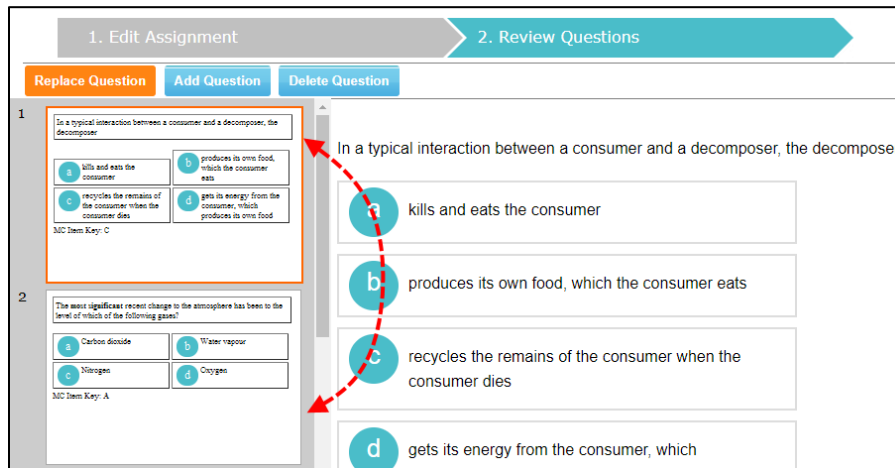 1. Edit Assignment
2. Review Questions
Replace Question
Add Question
Delete Question
1
In a typical interaction between a consumer and a decomposer, the
decomposer
a
kills and eats the
consumer
b
produces its own food,
which the consumer
eats
c
recycles the remains of
the consumer when the
consumer dies
d
gets its energy from the
consumer, which
produces its own food
MC Item Key: C
2
The most significant recent change to the atmosphere has been to the
level of which of the following gases?
a
Carbon dioxide
b
Water vapour
c
Nitrogen
d
Oxygen
MC Item Key: A
In a typical interaction between a consumer and a decomposer, the decompose
a
kills and eats the consumer
b
produces its own food, which the consumer eats
c
recycles the remains of the consumer when the
consumer dies
d
gets its energy from the consumer, which